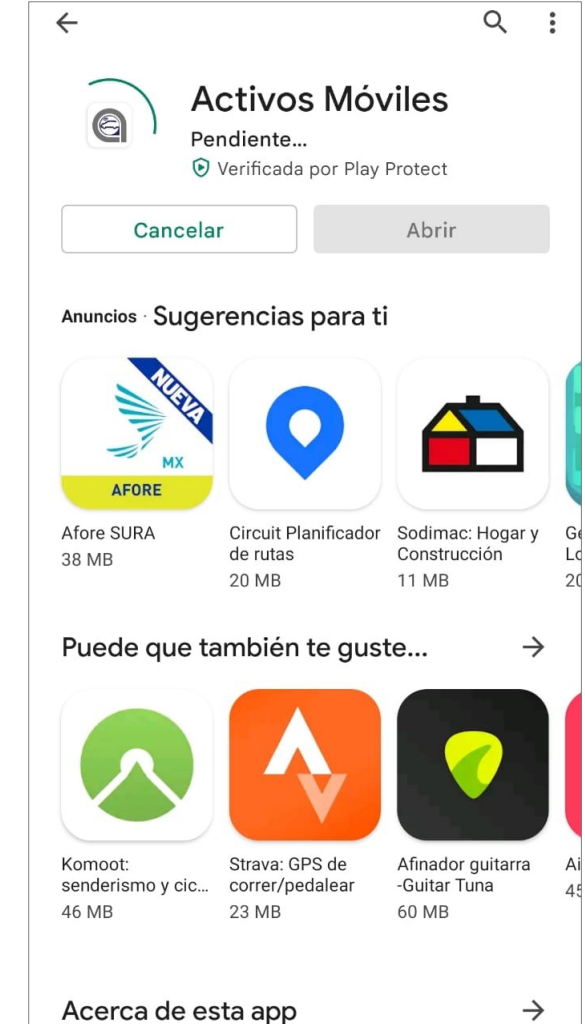 Activos Móviles
Pendiente...
Verificada por Play Protect
Cancelar
Abrir
Anuncios · Sugerencias para ti
NUEVA
MX
AFORE
Afore SURA
38 MB
Circuit Planificador
de rutas
20 MB
Sodimac: Hogar y
Construcción
11 MB
Puede que también te guste...
Komoot:
senderismo y cic...
46 MB
Strava: GPS de
correr/pedalear
23 MB
Afinador guitarra
-Guitar Tuna
60 MB
Acerca de esta app